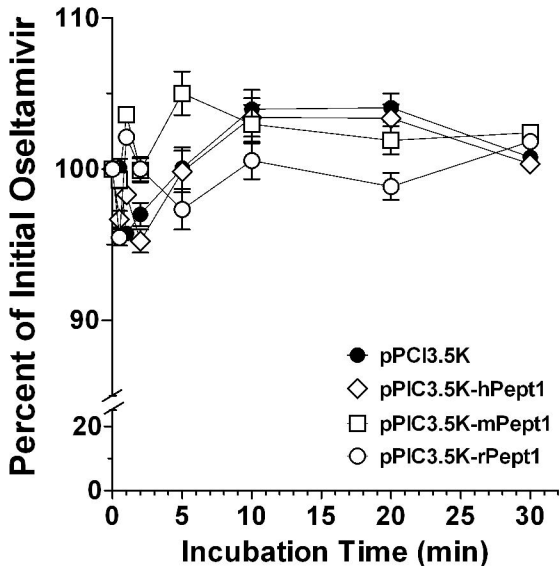 110
100
90
20
0
Percent of Initial Oseltamivir
pPCI3.5K
pPIC3.5K-hPept1
pPIC3.5K-mPept1
pPIC3.5K-rPept1
0 5 10 15 20 25 30
Incubation Time (min)